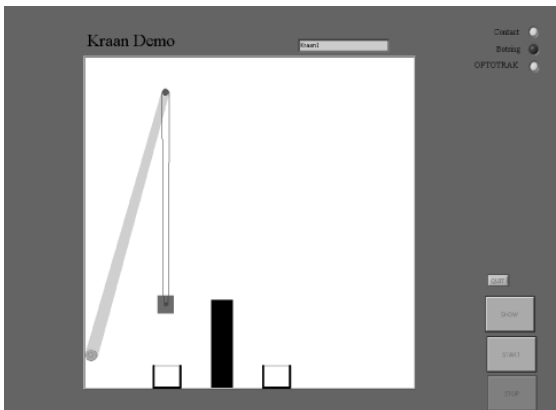 Kraan Demo
Kraan1
Contact
Botsing
OPTOTRAK
QUIT
SHOW
START
STOP